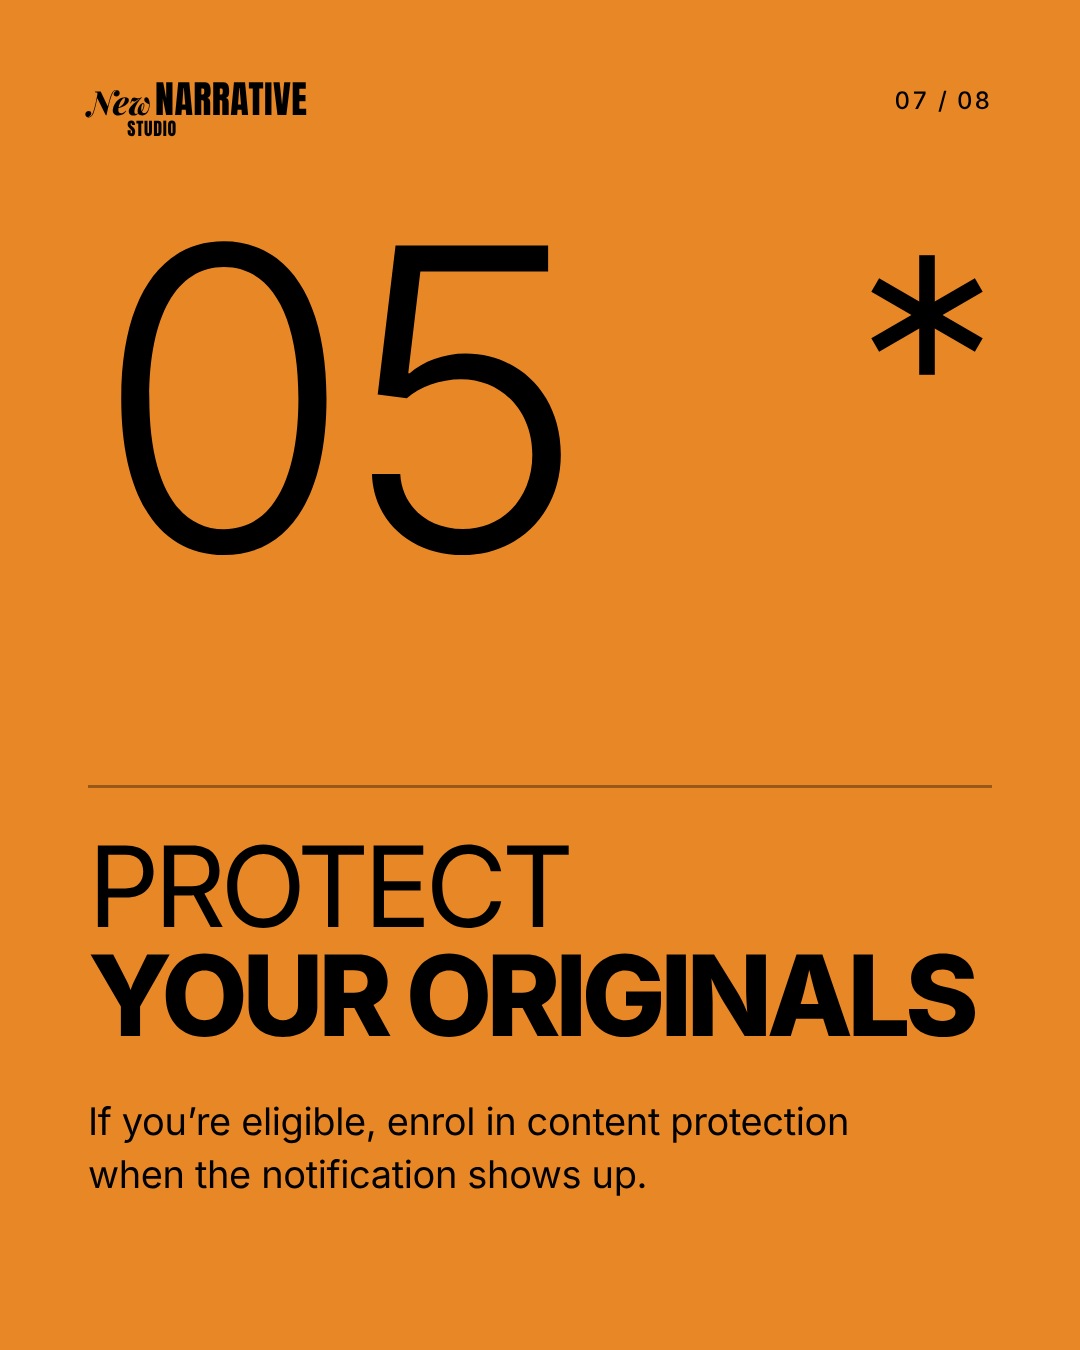 New NARRATIVE
STUDIO
07 / 08
05
*
PROTECT
YOUR ORIGINALS
If you’re eligible, enrol in content protection
when the notification shows up.